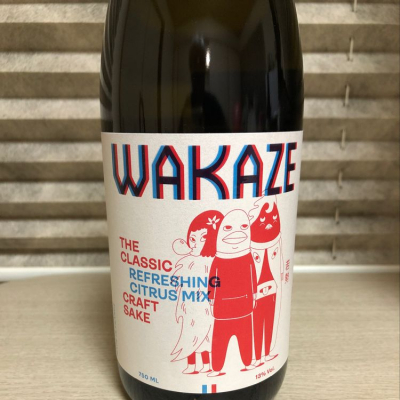 WAKAZE
THE
CLASSIC
REFRESHING
CITRUS MIX
CRAFT
SAKE
750 ML
13% Vol.